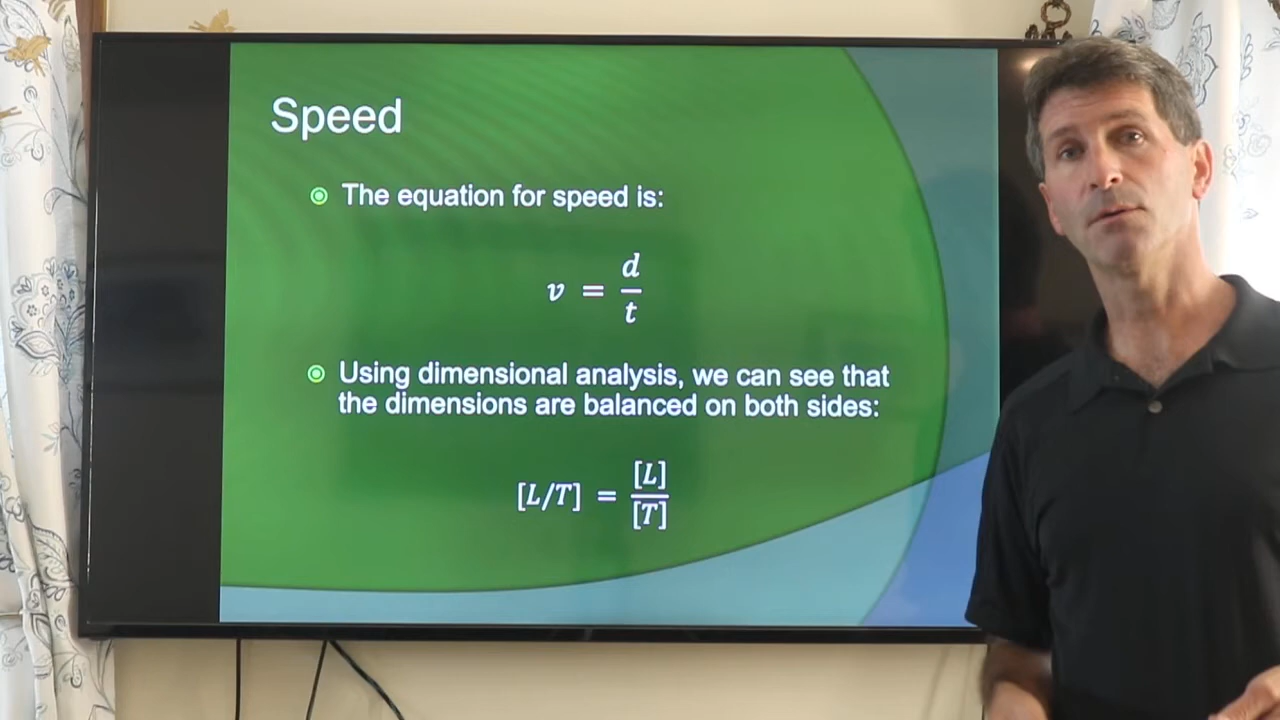 Speed
The equation for speed is:
v = d/t
Using dimensional analysis, we can see that
the dimensions are balanced on both sides:
[L/T] = [L]/[T]